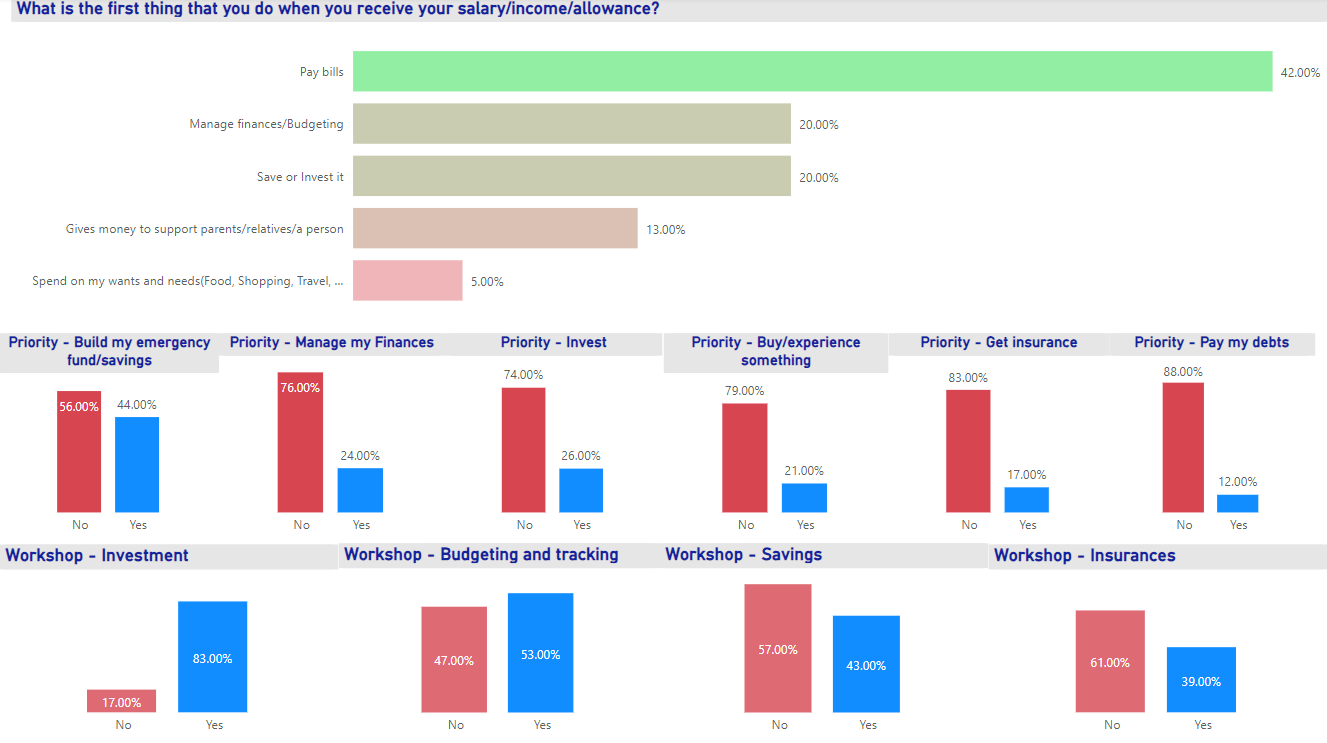 What is the first thing that you do when you receive your salary/income/allowance?
Pay bills
42.00%
Manage finances/Budgeting
20.00%
Save or Invest it
20.00%
Gives money to support parents/relatives/a person
13.00%
Spend on my wants and needs(Food, Shopping, Travel, ...
5.00%
Priority - Build my emergency
fund/savings
56.00%
44.00%
No
Yes
Priority - Manage my Finances
76.00%
24.00%
No
Yes
Priority - Invest
74.00%
26.00%
No
Yes
Priority - Buy/experience
something
79.00%
21.00%
No
Yes
Priority - Get insurance
83.00%
17.00%
No
Yes
Priority - Pay my debts
88.00%
12.00%
No
Yes
Workshop - Investment
17.00%
83.00%
No
Yes
Workshop - Budgeting and tracking
47.00%
53.00%
No
Yes
Workshop - Savings
57.00%
43.00%
No
Yes
Workshop - Insurances
61.00%
39.00%
No
Yes